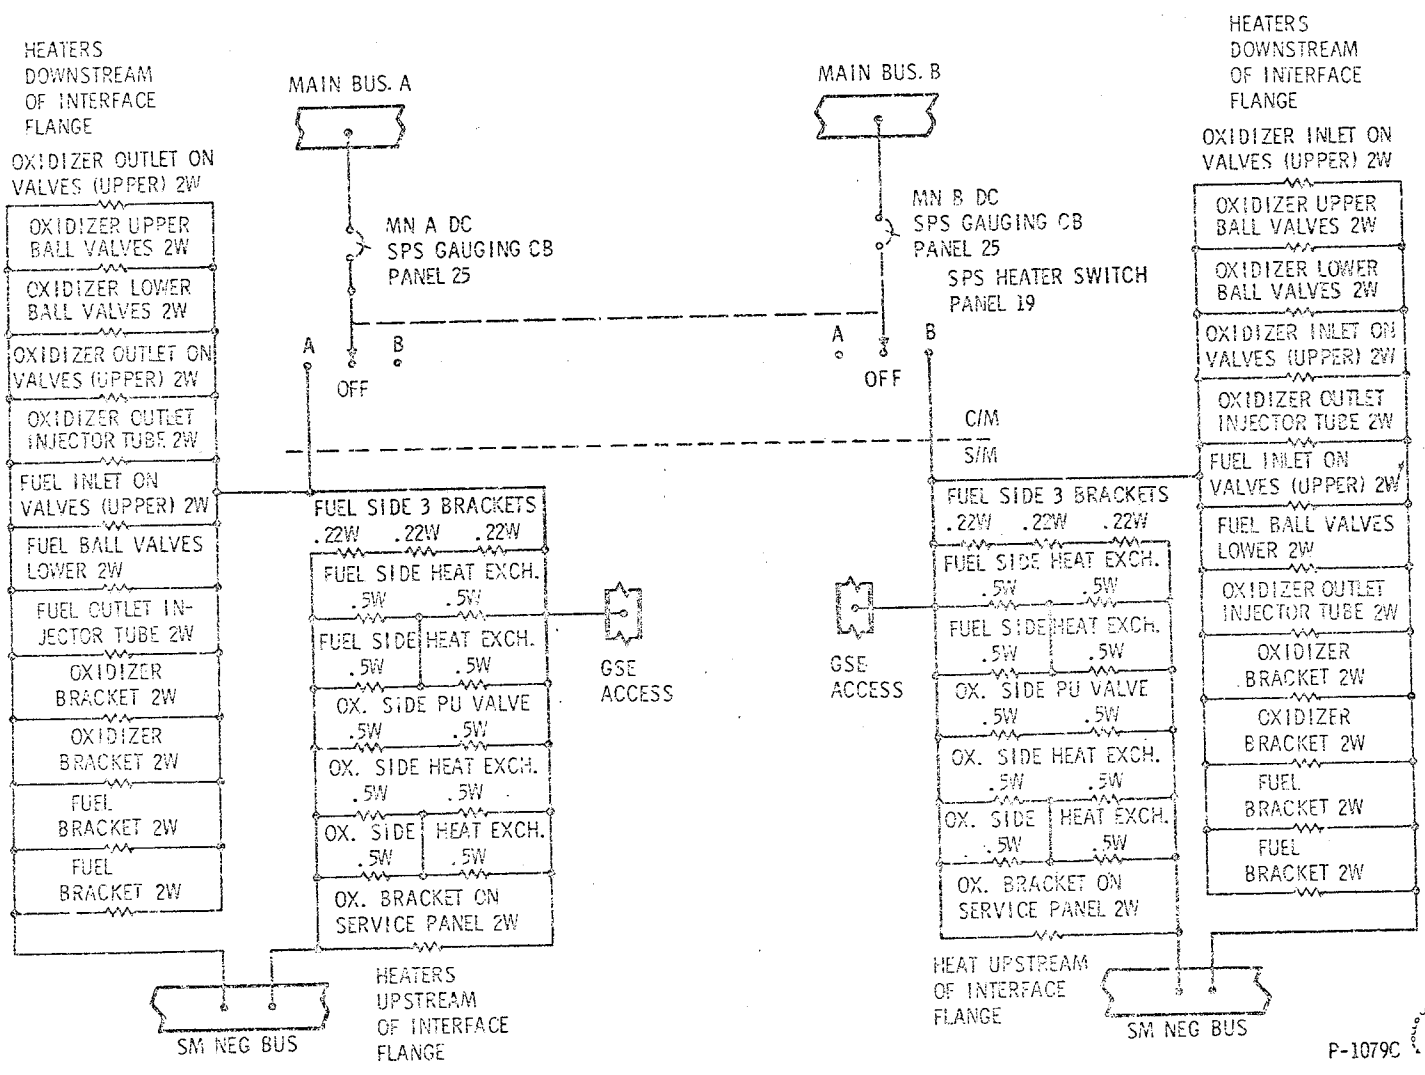 HEATERS
DOWNSTREAM
OF INTERFACE
FLANGE
OXIDIZER OUTLET ON
VALVES (UPPER) 2W
OXIDIZER UPPER
BALL VALVES 2W
OXIDIZER LOWER
BALL VALVES 2W
OXIDIZER OUTLET ON
VALVES (UPPER) 2W
OXIDIZER OUTLET
INJECTOR TUBE 2W
FUEL INLET ON
VALVES (UPPER) 2W
FUEL BALL VALVES
LOWER 2W
FUEL OUTLET IN-
JECTOR TUBE 2W
OXIDIZER
BRACKET 2W
OXIDIZER
BRACKET 2W
FUEL
BRACKET 2W
FUEL
BRACKET 2W
MAIN BUS. A
MN A DC
SPS GAUGING CB
PANEL 25
A
B
OFF
FUEL SIDE 3 BRACKETS
.22W .22W .22W
FUEL SIDE HEAT EXCH.
.5W .5W
FUEL SIDE HEAT EXCH.
.5W .5W
OX. SIDE PU VALVE
.5W .5W
OX. SIDE HEAT EXCH.
.5W .5W
OX. SIDE HEAT EXCH.
.5W .5W
OX. BRACKET ON
SERVICE PANEL 2W
HEATERS
UPSTREAM
OF INTERFACE
FLANGE
SM NEG BUS
GSE
ACCESS
MAIN BUS. B
MN B DC
SPS GAUGING CB
PANEL 25
SPS HEATER SWITCH
PANEL 19
A
B
OFF
C/M
S/M
GSE
ACCESS
FUEL SIDE 3 BRACKETS
.22W .22W .22W
FUEL SIDE HEAT EXCH.
.5W .5W
FUEL SIDE HEAT EXCH.
.5W .5W
OX. SIDE PU VALVE
.5W .5W
OX. SIDE HEAT EXCH.
.5W .5W
OX. SIDE HEAT EXCH.
.5W .5W
OX. BRACKET ON
SERVICE PANEL 2W
HEAT UPSTREAM
OF INTERFACE
FLANGE
SM NEG BUS
HEATERS
DOWNSTREAM
OF INTERFACE
FLANGE
OXIDIZER INLET ON
VALVES (UPPER) 2W
OXIDIZER UPPER
BALL VALVES 2W
OXIDIZER LOWER
BALL VALVES 2W
OXIDIZER INLET ON
VALVES (UPPER) 2W
OXIDIZER OUTLET
INJECTOR TUBE 2W
FUEL INLET ON
VALVES (UPPER) 2W
FUEL BALL VALVES
LOWER 2W
OXIDIZER OUTLET
INJECTOR TUBE 2W
OXIDIZER
BRACKET 2W
OXIDIZER
BRACKET 2W
FUEL
BRACKET 2W
FUEL
BRACKET 2W
P-1079C